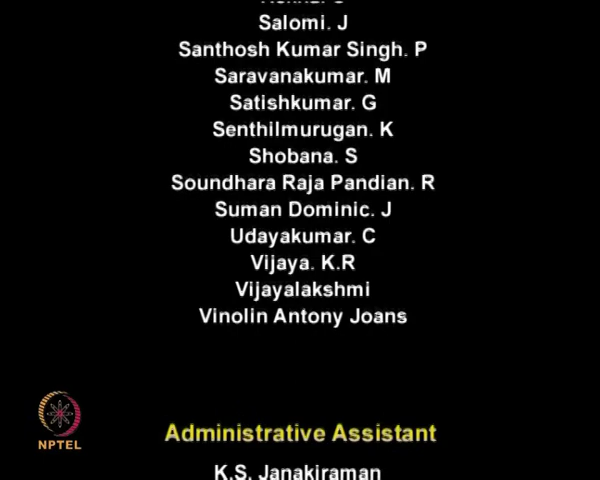 Salomi. J
Santhosh Kumar Singh. P
Saravanakumar. M
Satishkumar. G
Senthilmurugan. K
Shobana. S
Soundhara Raja Pandian. R
Suman Dominic. J
Udayakumar. C
Vijaya. K.R
Vijayalakshmi
Vinolin Antony Joans
NPTEL
Administrative Assistant
K.S. Janakiraman